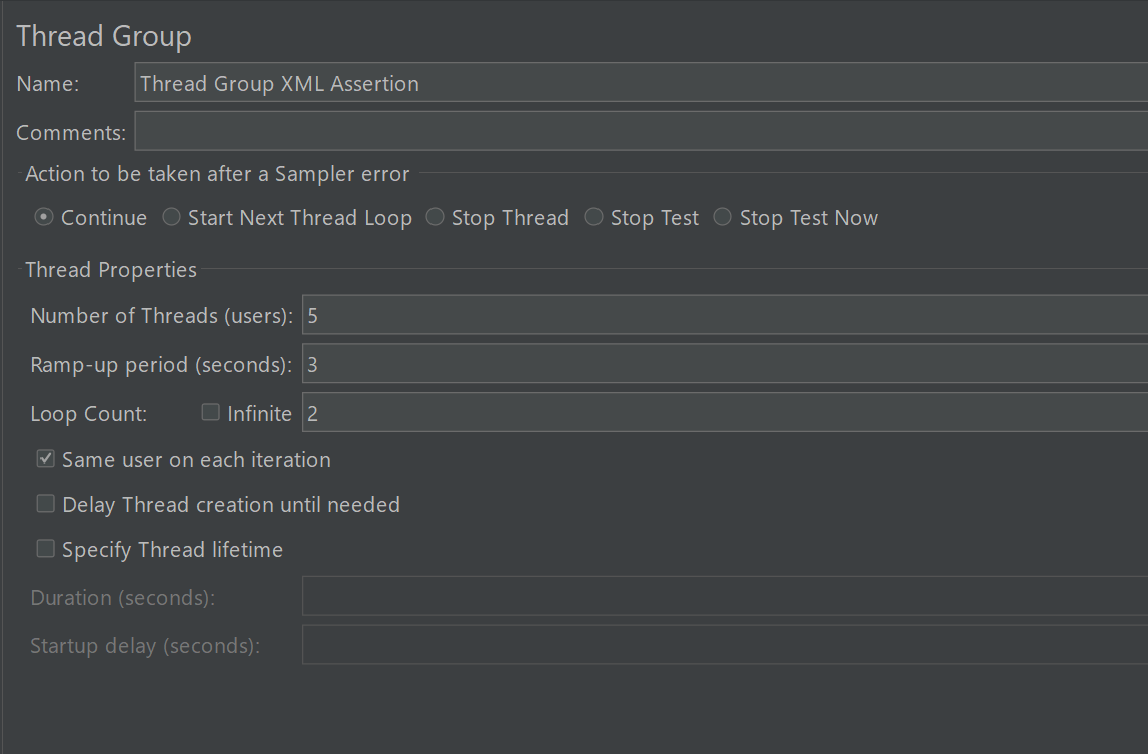 Thread Group
Name: Thread Group XML Assertion
Comments:
Action to be taken after a Sampler error
Continue Start Next Thread Loop Stop Thread Stop Test Stop Test Now
Thread Properties
Number of Threads (users): 5
Ramp-up period (seconds): 3
Loop Count: Infinite 2
Same user on each iteration
Delay Thread creation until needed
Specify Thread lifetime
Duration (seconds):
Startup delay (seconds):